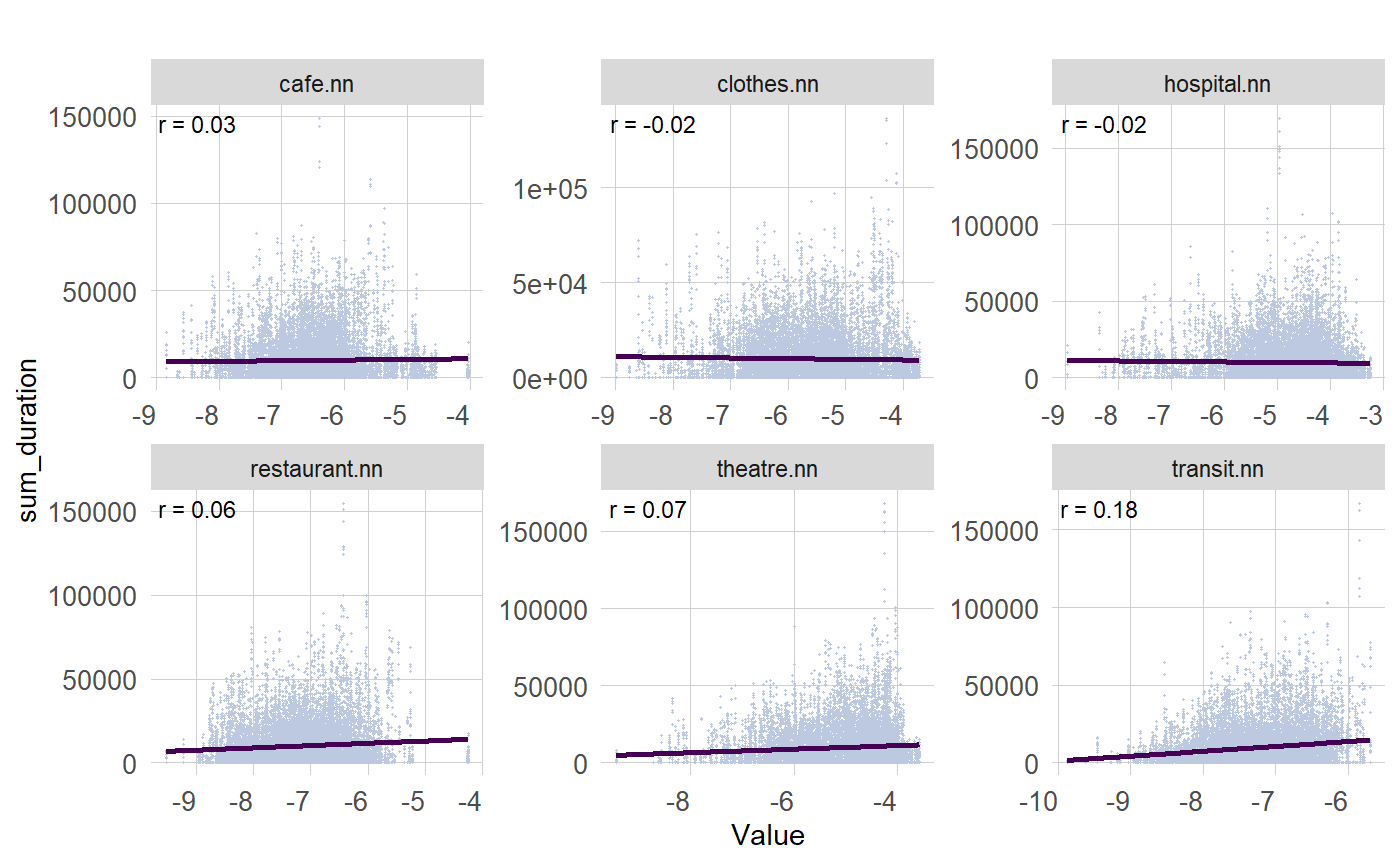 cafe.nn
clothes.nn
hospital.nn
r = 0.03
r = -0.02
r = -0.02
150000
100000
50000
0
1e+05
5e+04
0e+00
150000
100000
50000
0
-9 -8 -7 -6 -5 -4
-9 -8 -7 -6 -5 -4
-9 -8 -7 -6 -5 -4 -3
sum_duration
restaurant.nn
theatre.nn
transit.nn
r = 0.06
r = 0.07
r = 0.18
150000
100000
50000
0
150000
100000
50000
0
150000
100000
50000
0
-9 -8 -7 -6 -5 -4
-8 -6 -4
-10 -9 -8 -7 -6
Value